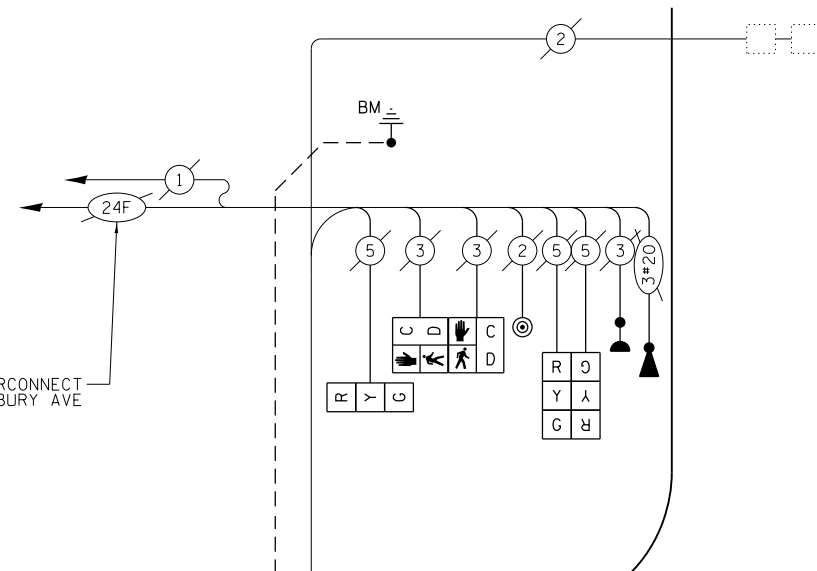 2
BM
1
24F
5 3 3 2 5 5 3 3#20
C D C
D
R G
RCONNECT
BURY AVE
R Y G
Y Y
G R